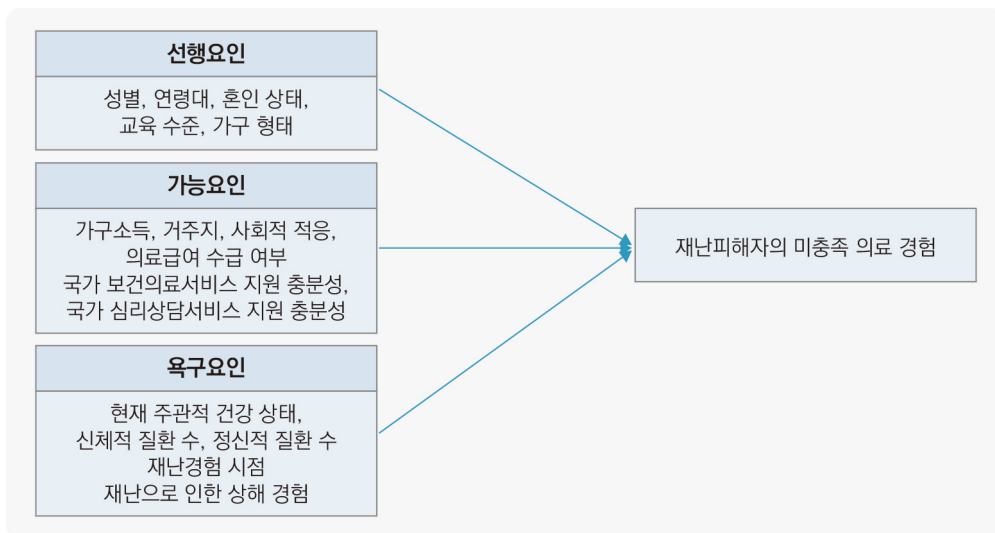 선행요인
성별, 연령대, 혼인 상태,
교육 수준, 가구 형태
가능요인
가구소득, 거주지, 사회적 적응,
의료급여 수급 여부
국가 보건의료서비스 지원 충분성,
국가 심리상담서비스 지원 충분성
욕구요인
현재 주관적 건강 상태,
신체적 질환 수, 정신적 질환 수
재난경험 시점
재난으로 인한 상해 경험
재난피해자의 미충족 의료 경험